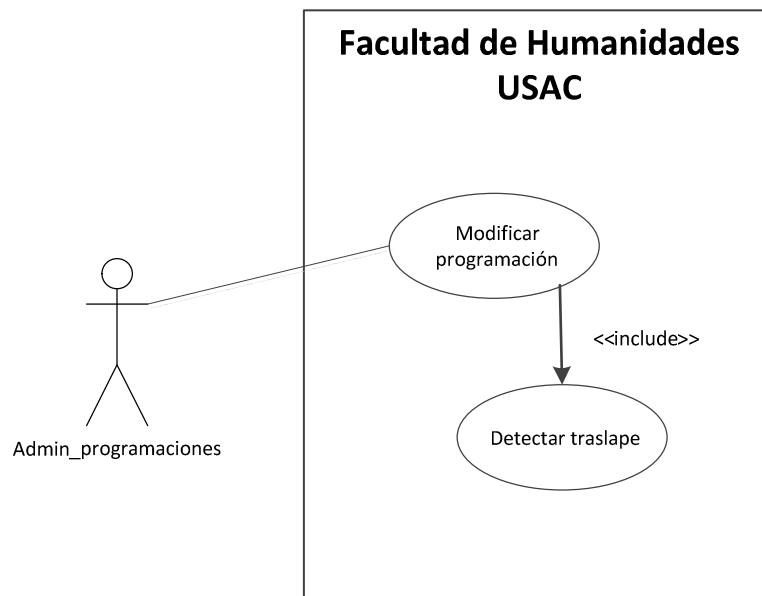 Facultad de Humanidades
USAC
Modificar
programación
<<include>>
Detectar traslape
Admin_programaciones